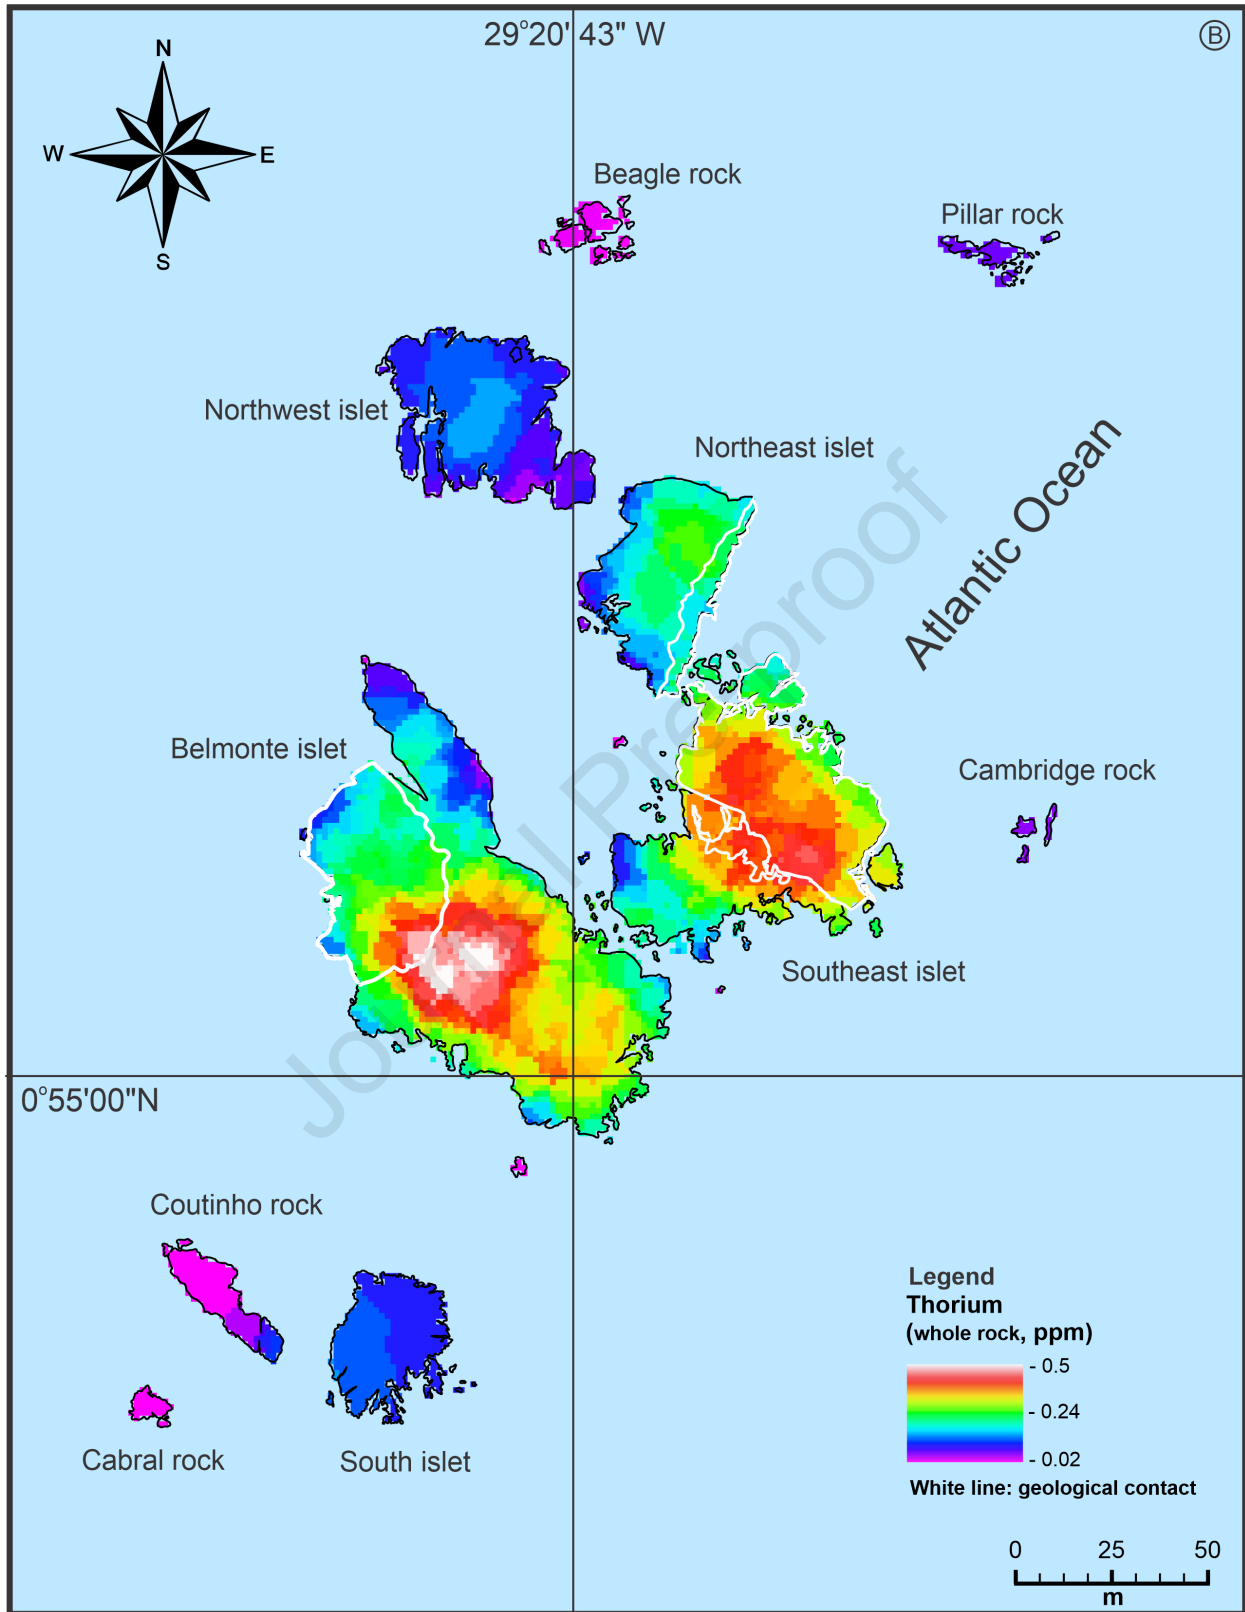 29°20' 43" W
B
N
W
E
S
Beagle rock
Pillar rock
Northwest islet
Northeast islet
Atlantic Ocean
Belmonte islet
Cambridge rock
Southeast islet
Journal Pre-proof
0°55'00"N
Coutinho rock
Cabral rock
South islet
Legend
Thorium
(whole rock, ppm)
- 0.5
- 0.24
- 0.02
White line: geological contact
0 25 50
m